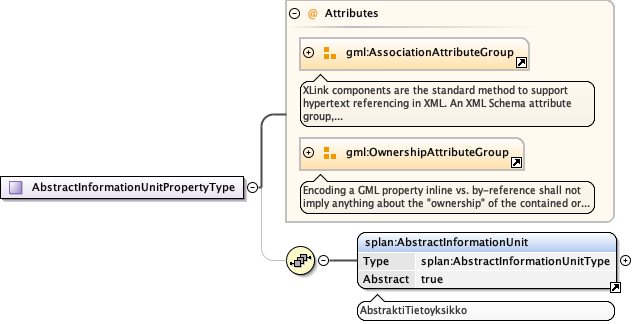 @ Attributes
gml:AssociationAttributeGroup
XLink components are the standard method to support
hypertext referencing in XML. An XML Schema attribute
group,...
gml:OwnershipAttributeGroup
Encoding a GML property inline vs. by-reference shall not
imply anything about the "ownership" of the contained or...
AbstractInformationUnitPropertyType
splan:AbstractInformationUnit
Type splan:AbstractInformationUnitType
Abstract true
AbstraktiTietoyksikko